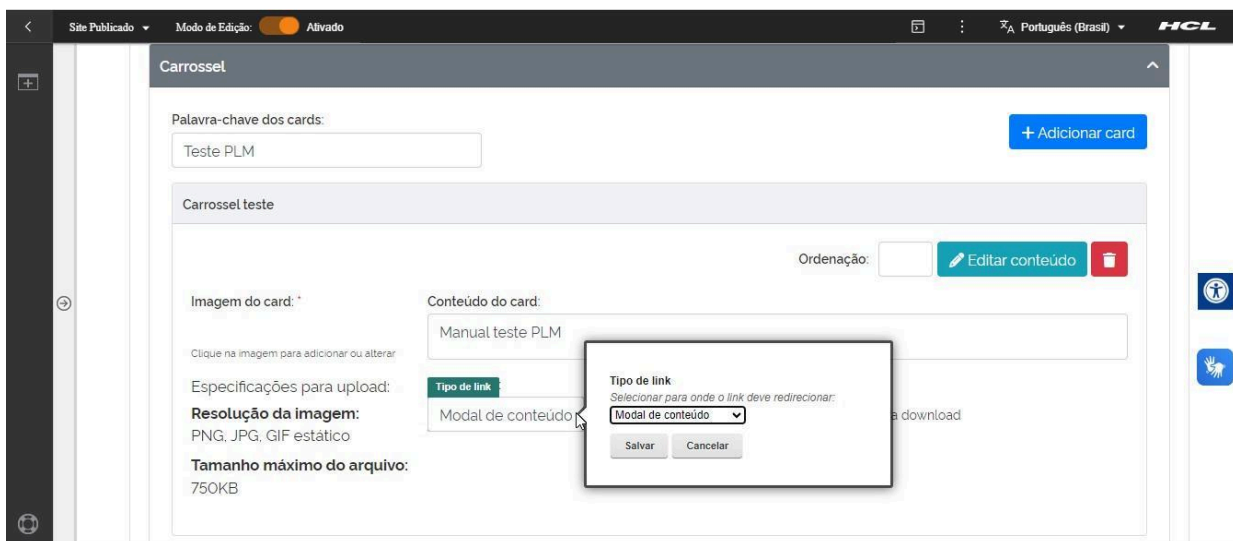 Site Publicado
Modo de Edição:
Ativado
Português (Brasil)
HCL
Carrossel
Palavra-chave dos cards:
+ Adicionar card
Teste PLM
Carrossel teste
Ordenação:
Editar conteúdo
Imagem do card: *
Conteúdo do card:
Manual teste PLM
Clique na imagem para adicionar ou alterar
Especificações para upload:
Tipo de link
Resolução da imagem:
Modal de conteúdo
PNG, JPG, GIF estático
Tamanho máximo do arquivo:
750KB
Tipo de link
Selecionar para onde o link deve redirecionar:
Modal de conteúdo
Salvar
Cancelar
download